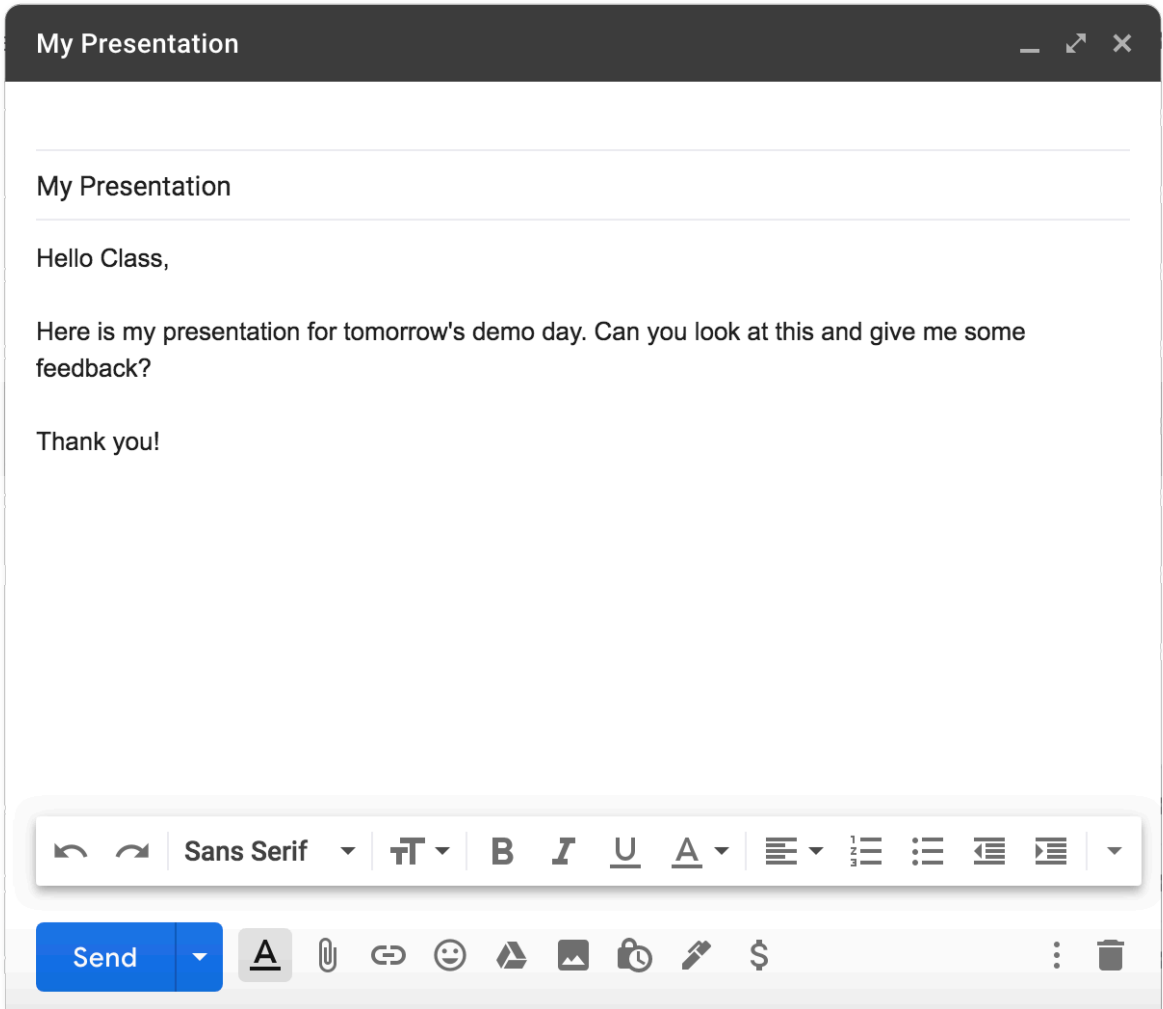 My Presentation
My Presentation
Hello Class,
Here is my presentation for tomorrow's demo day. Can you look at this and give me some
feedback?
Thank you!
Sans Serif
Send